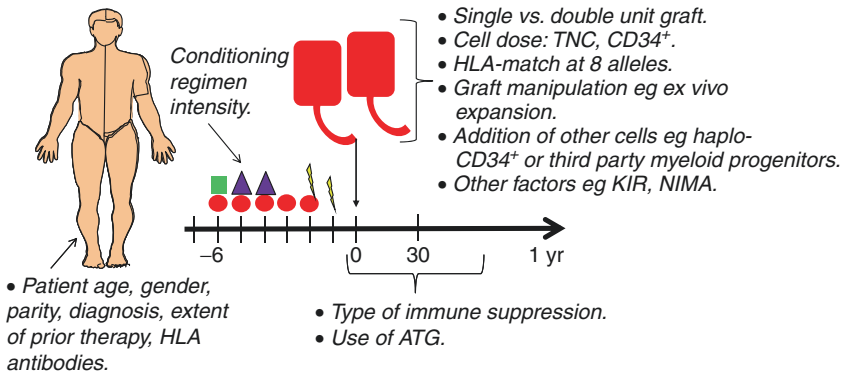 • Single vs. double unit graft.
• Cell dose: TNC, CD34+.
• HLA-match at 8 alleles.
• Graft manipulation eg ex vivo
expansion.
• Addition of other cells eg haplo-
CD34+ or third party myeloid progenitors.
• Other factors eg KIR, NIMA.
Conditioning
regimen
intensity.
–6 0 30 1 yr
• Patient age, gender,
parity, diagnosis, extent
of prior therapy, HLA
antibodies.
• Type of immune suppression.
• Use of ATG.